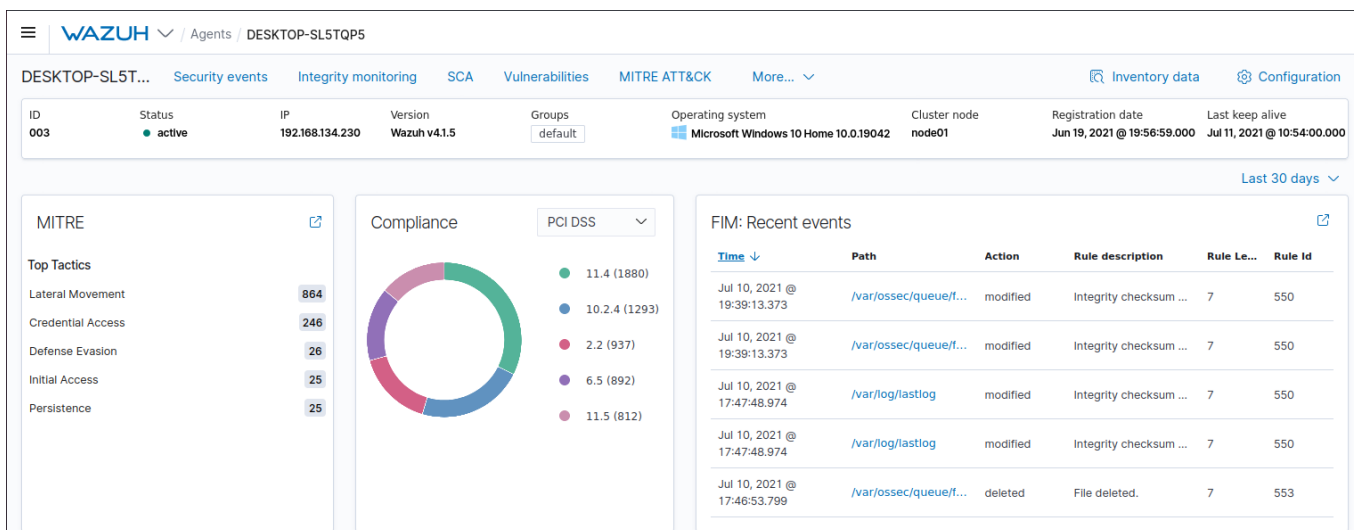 WAZUH / Agents / DESKTOP-SL5TQP5
DESKTOP-SL5T... Security events Integrity monitoring SCA Vulnerabilities MITRE ATT&CK More... Inventory data Configuration
ID Status IP Version Groups Operating system Cluster node Registration date Last keep alive
003 active 192.168.134.230 Wazuh v4.1.5 default Microsoft Windows 10 Home 10.0.19042 node01 Jun 19, 2021 @ 19:56:59.000 Jul 11, 2021 @ 10:54:00.000
Last 30 days
MITRE
Top Tactics
Lateral Movement 864
Credential Access 246
Defense Evasion 26
Initial Access 25
Persistence 25
Compliance PCI DSS
11.4 (1880)
10.2.4 (1293)
2.2 (937)
6.5 (892)
11.5 (812)
FIM: Recent events
Time Path Action Rule description Rule Le... Rule Id
Jul 10, 2021 @
19:39:13.373 /var/ossec/queue/f... modified Integrity checksum ... 7 550
Jul 10, 2021 @
19:39:13.373 /var/ossec/queue/f... modified Integrity checksum ... 7 550
Jul 10, 2021 @
17:47:48.974 /var/log/lastlog modified Integrity checksum ... 7 550
Jul 10, 2021 @
17:47:48.974 /var/log/lastlog modified Integrity checksum ... 7 550
Jul 10, 2021 @
17:46:53.799 /var/ossec/queue/f... deleted File deleted. 7 553